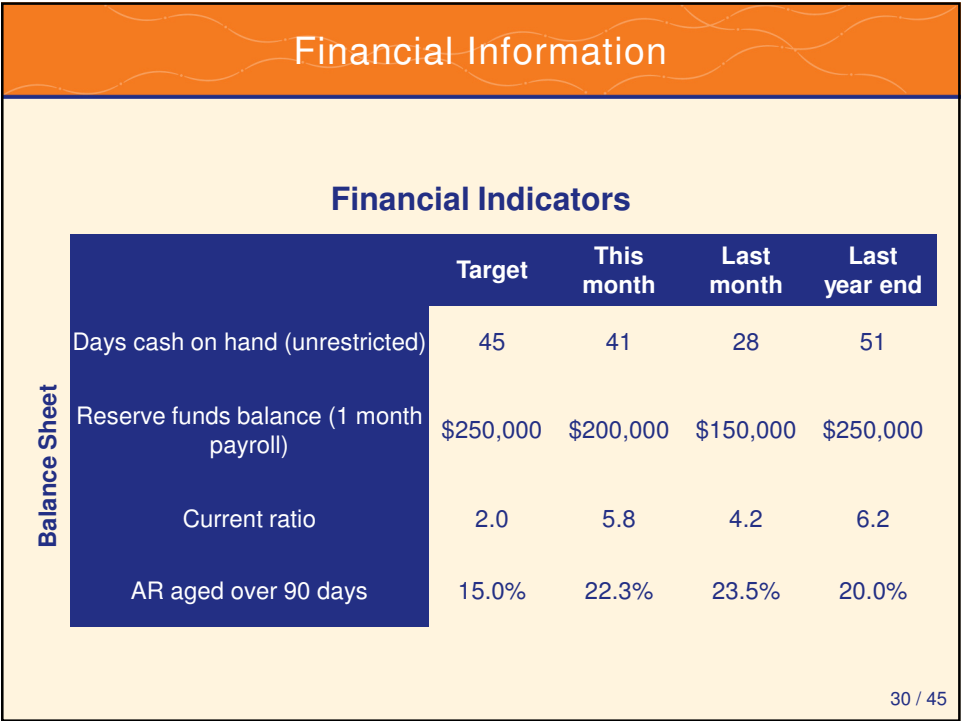 Financial Information
Financial Indicators
Target
This
month
Last
month
Last
year end
Balance Sheet
Days cash on hand (unrestricted) 45 41 28 51
Reserve funds balance (1 month
payroll) $250,000 $200,000 $150,000 $250,000
Current ratio 2.0 5.8 4.2 6.2
AR aged over 90 days 15.0% 22.3% 23.5% 20.0%
30 / 45